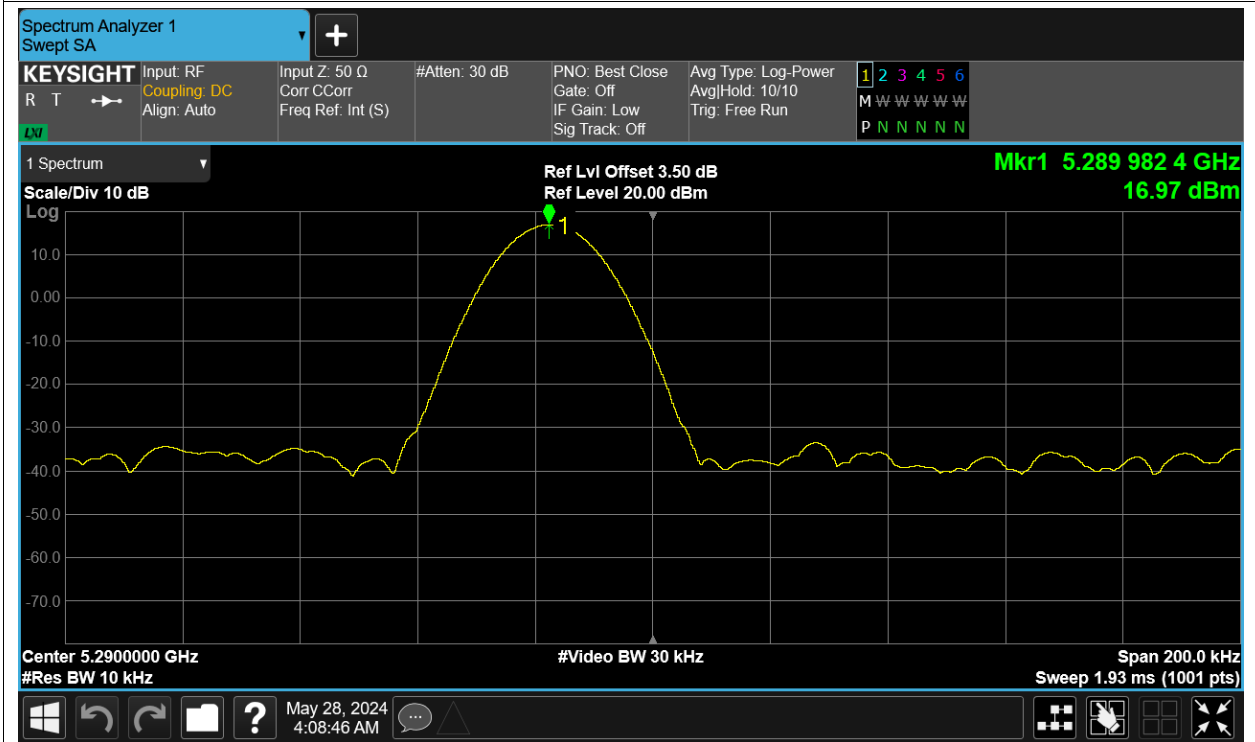 Spectrum Analyzer 1
Swept SA
+
KEYSIGHT
R T
LXI
Input: RF
Coupling: DC
Align: Auto
Input Z: 50 Ω
Corr CCorr
Freq Ref: Int (S)
#Atten: 30 dB
PNO: Best Close
Gate: Off
IF Gain: Low
Sig Track: Off
Avg Type: Log-Power
Avg|Hold: 10/10
Trig: Free Run
1 2 3 4 5 6
M W W W W W
P N N N N N
1 Spectrum
Scale/Div 10 dB
Log
Ref Lvl Offset 3.50 dB
Ref Level 20.00 dBm
Mkr1 5.289 982 4 GHz
16.97 dBm
1
10.0
0.00
-10.0
-20.0
-30.0
-40.0
-50.0
-60.0
-70.0
Center 5.2900000 GHz
#Res BW 10 kHz
#Video BW 30 kHz
Span 200.0 kHz
Sweep 1.93 ms (1001 pts)
?
May 28, 2024
4:08:46 AM